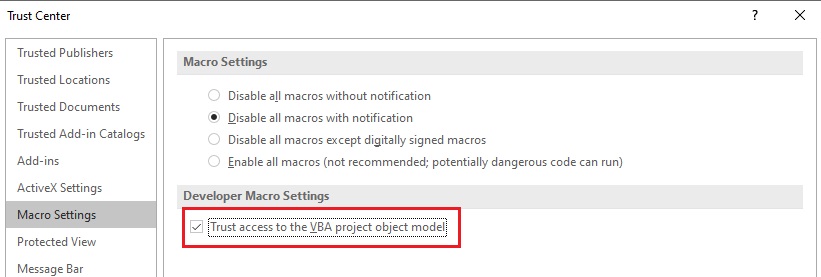 Trust Center
? ×
Trusted Publishers
Trusted Locations
Trusted Documents
Trusted Add-in Catalogs
Add-ins
ActiveX Settings
Macro Settings
Protected View
Message Bar
Macro Settings
Disable all macros without notification
Disable all macros with notification
Disable all macros except digitally signed macros
Enable all macros (not recommended; potentially dangerous code can run)
Developer Macro Settings
Trust access to the VBA project object model